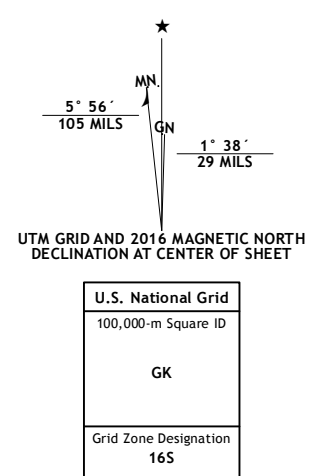 ★
MN.
5° 56´
105 MILS
GN
1° 38´
29 MILS
UTM GRID AND 2016 MAGNETIC NORTH
DECLINATION AT CENTER OF SHEET
U.S. National Grid
100,000-m Square ID
GK
Grid Zone Designation
16S